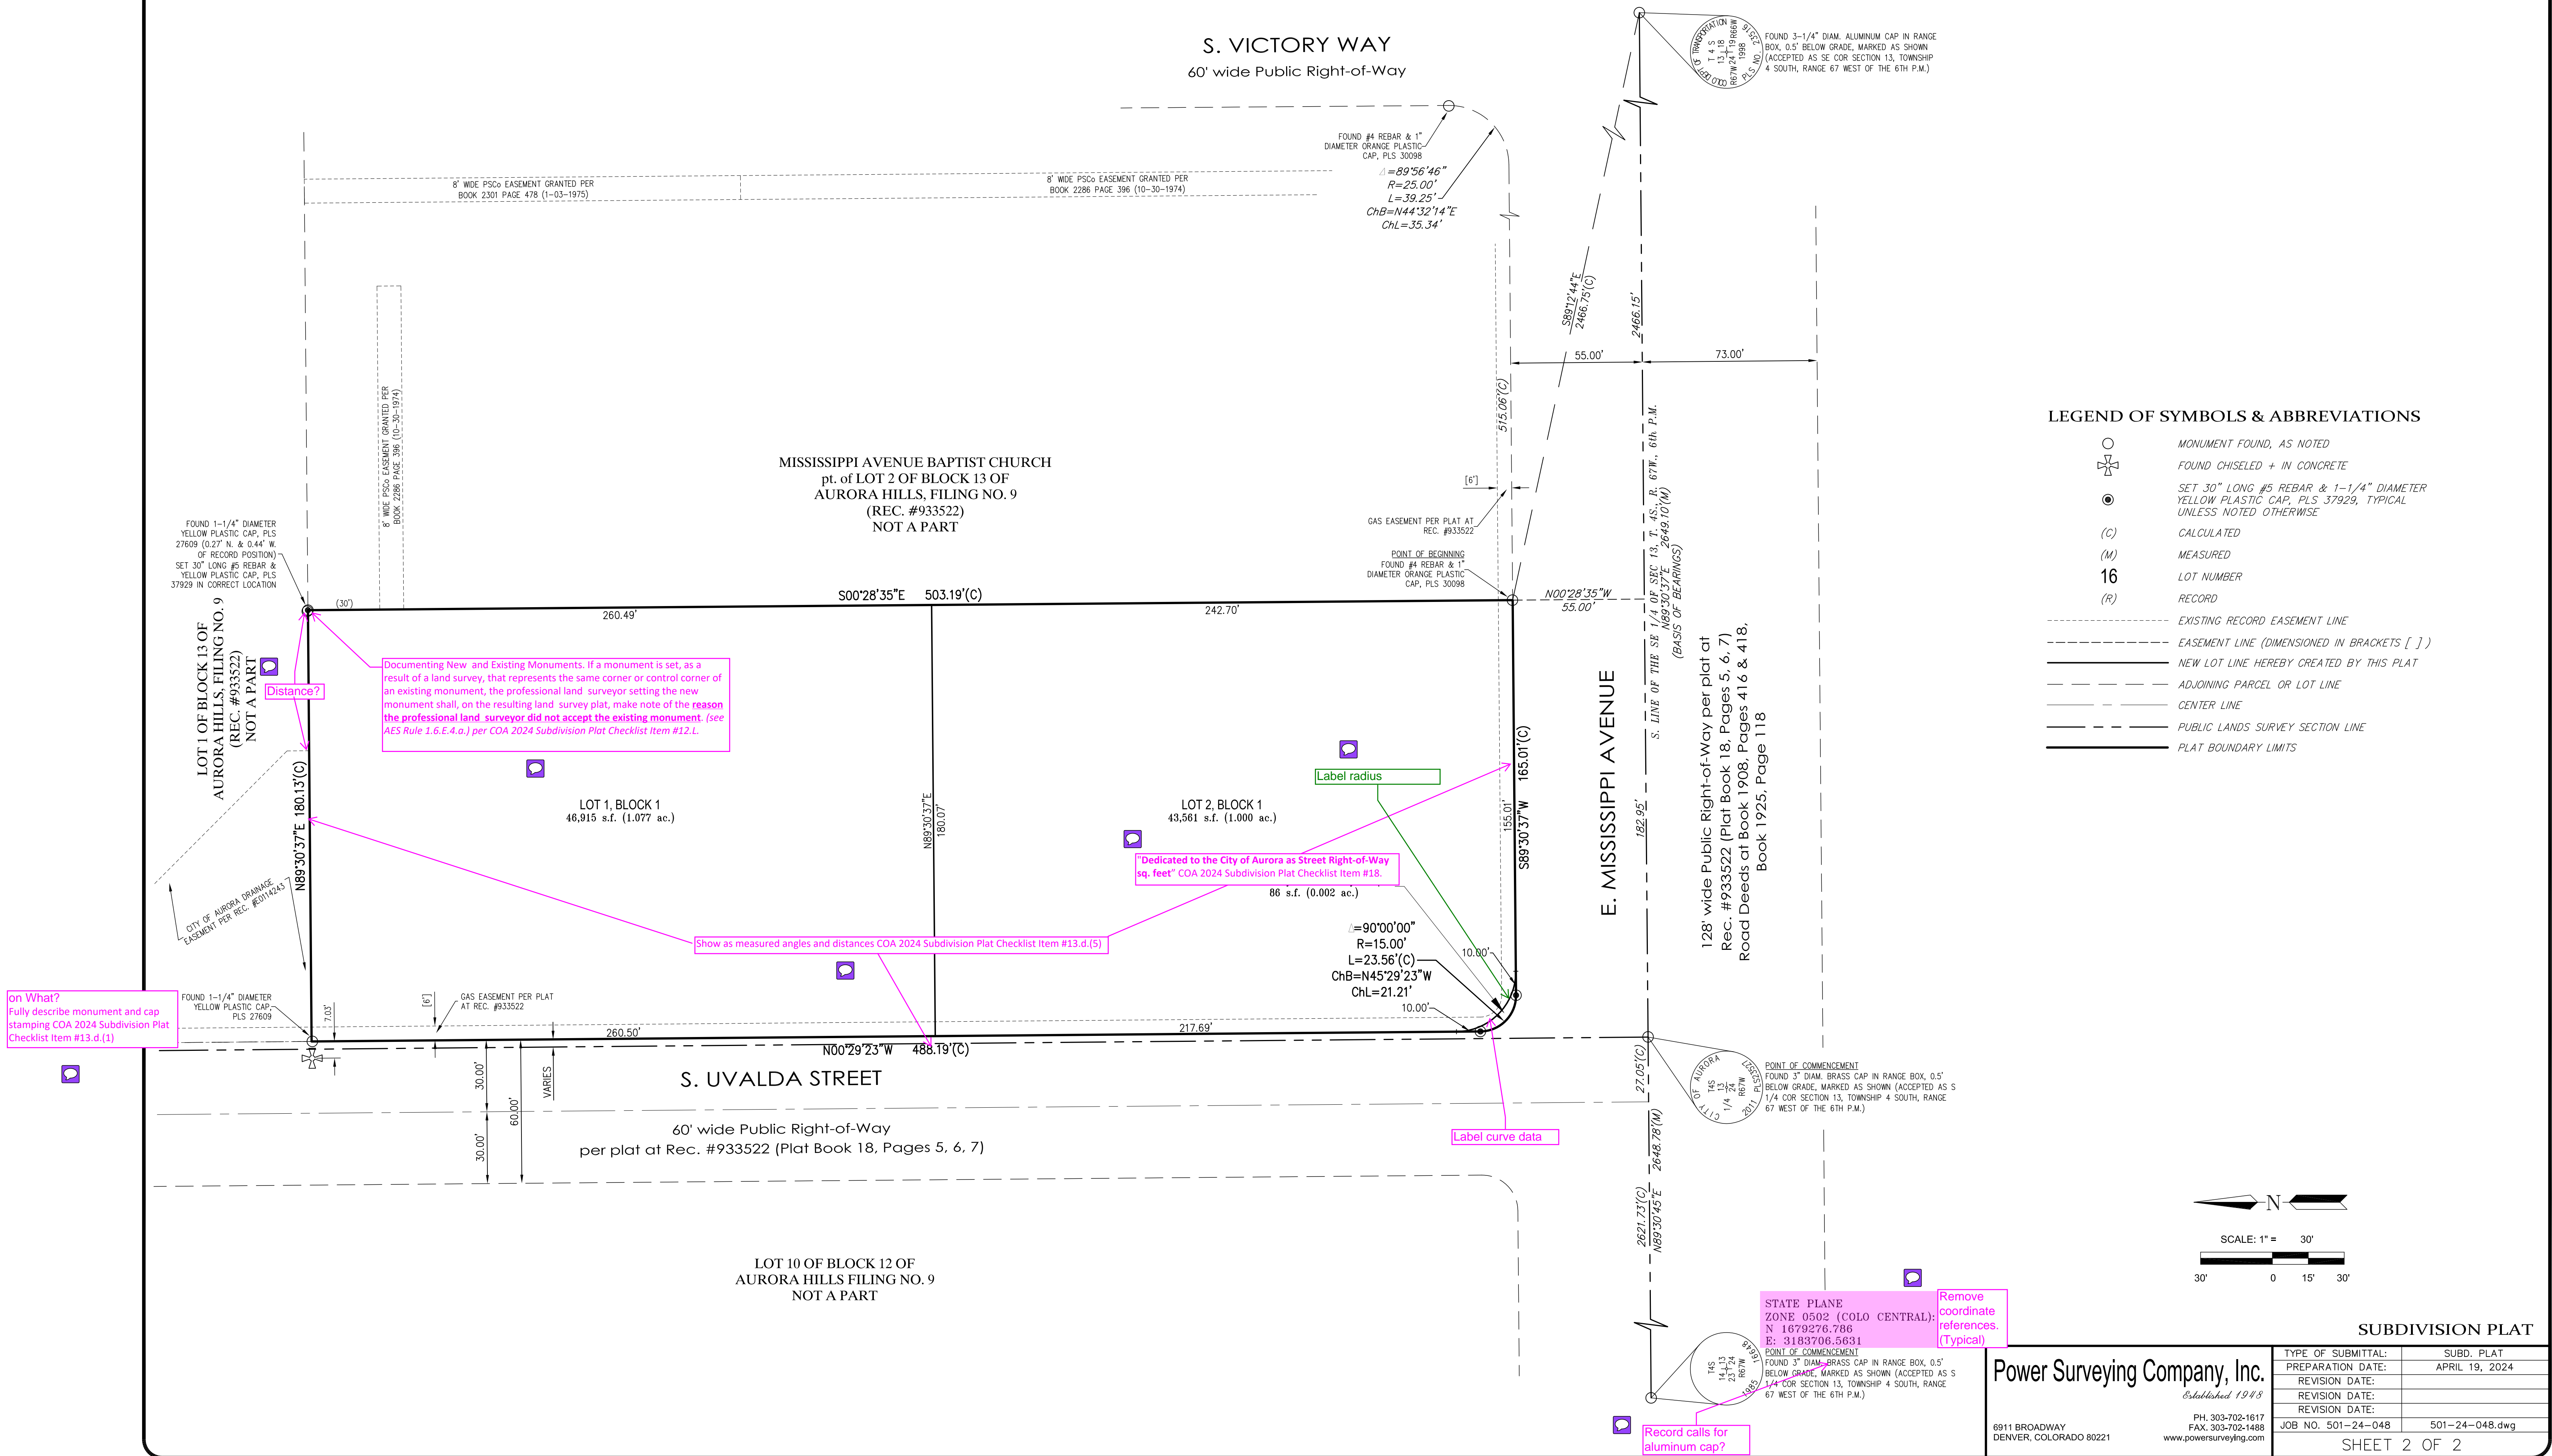 S. VICTORY WAY
60' wide Public Right-of-Way
COLO DEPT OF TRANSPORTATION
PLS NO. 23516
T 4 S
13 18
R67W 24 19 R66W
1998
FOUND 3-1/4" DIAM. ALUMINUM CAP IN RANGE
BOX, 0.5' BELOW GRADE, MARKED AS SHOWN
(ACCEPTED AS SE COR SECTION 13, TOWNSHIP
4 SOUTH, RANGE 67 WEST OF THE 6TH P.M.)
FOUND #4 REBAR & 1"
DIAMETER ORANGE PLASTIC
CAP, PLS 30098
△=89°56'46"
R=25.00'
L=39.25'
ChB=N44°32'14"E
ChL=35.34'
8' WIDE PSCo EASEMENT GRANTED PER
BOOK 2301 PAGE 478 (1-03-1975)
8' WIDE PSCo EASEMENT GRANTED PER
BOOK 2286 PAGE 396 (10-30-1974)
8' WIDE PSCo EASEMENT GRANTED PER
BOOK 2286 PAGE 396 (10-30-1974)
S89°12'44"E
2466.75'(C)
2466.15'
55.00'
73.00'
515.06'(C)
MISSISSIPPI AVENUE BAPTIST CHURCH
pt. of LOT 2 OF BLOCK 13 OF
AURORA HILLS, FILING NO. 9
(REC. #933522)
NOT A PART
[6']
GAS EASEMENT PER PLAT AT
REC. #933522
POINT OF BEGINNING
FOUND #4 REBAR & 1"
DIAMETER ORANGE PLASTIC
CAP, PLS 30098
FOUND 1-1/4" DIAMETER
YELLOW PLASTIC CAP, PLS
27609 (0.27' N. & 0.44' W.
OF RECORD POSITION)
SET 30" LONG #5 REBAR &
YELLOW PLASTIC CAP, PLS
37929 IN CORRECT LOCATION
(30')
260.49'
S00°28'35"E 503.19'(C)
242.70'
N00°28'35"W
55.00'
S. LINE OF THE SE 1/4 OF SEC 13, T. 4S., R. 67W., 6th P.M.
N89°30'37"E 2649.10'(M)
(BASIS OF BEARINGS)
LOT 1 OF BLOCK 13 OF
AURORA HILLS, FILING NO. 9
(REC. #933522)
NOT A PART
Distance?
Documenting New and Existing Monuments. If a monument is set, as a
result of a land survey, that represents the same corner or control corner of
an existing monument, the professional land surveyor setting the new
monument shall, on the resulting land survey plat, make note of the reason
the professional land surveyor did not accept the existing monument. (see
AES Rule 1.6.E.4.a.) per COA 2024 Subdivision Plat Checklist Item #12.L.
N89°30'37"E 180.13'(C)
LOT 1, BLOCK 1
46,915 s.f. (1.077 ac.)
N89°30'37"E
180.07'
LOT 2, BLOCK 1
43,561 s.f. (1.000 ac.)
Label radius
"Dedicated to the City of Aurora as Street Right-of-Way
sq. feet" COA 2024 Subdivision Plat Checklist Item #18.
86 s.f. (0.002 ac.)
155.01'
S89°30'37"W 165.01'(C)
E. MISSISSIPPI AVENUE
182.95'
128' wide Public Right-of-Way per plat at
Rec. #933522 (Plat Book 18, Pages 5, 6, 7)
Road Deeds at Book 1908, Pages 416 & 418,
Book 1925, Page 118
CITY OF AURORA DRAINAGE
EASEMENT PER REC. #E0114243
Show as measured angles and distances COA 2024 Subdivision Plat Checklist Item #13.d.(5)
△=90°00'00"
R=15.00'
L=23.56'(C)
ChB=N45°29'23"W
ChL=21.21'
10.00'
10.00'
on What?
Fully describe monument and cap
stamping COA 2024 Subdivision Plat
Checklist Item #13.d.(1)
FOUND 1-1/4" DIAMETER
YELLOW PLASTIC CAP,
PLS 27609
7.03'
[6']
GAS EASEMENT PER PLAT
AT REC. #933522
260.50'
217.69'
N00°29'23"W 488.19'(C)
S. UVALDA STREET
30.00'
60.00'
30.00'
VARIES
60' wide Public Right-of-Way
per plat at Rec. #933522 (Plat Book 18, Pages 5, 6, 7)
Label curve data
27.05'(C)
2648.78'(M)
2621.73'(C)
N89°30'45"E
CITY OF AURORA
T4S
13
1/4 24
R67W
2011
PLS23527
POINT OF COMMENCEMENT
FOUND 3" DIAM. BRASS CAP IN RANGE BOX, 0.5'
BELOW GRADE, MARKED AS SHOWN (ACCEPTED AS S
1/4 COR SECTION 13, TOWNSHIP 4 SOUTH, RANGE
67 WEST OF THE 6TH P.M.)
LOT 10 OF BLOCK 12 OF
AURORA HILLS FILING NO. 9
NOT A PART
STATE PLANE
ZONE 0502 (COLO CENTRAL):
N 1679276.786
E: 3183706.5631
Remove
coordinate
references.
(Typical)
T4S
14 13
23 24
R67W
1985
16648
POINT OF COMMENCEMENT
FOUND 3" DIAM. BRASS CAP IN RANGE BOX, 0.5'
BELOW GRADE, MARKED AS SHOWN (ACCEPTED AS S
1/4 COR SECTION 13, TOWNSHIP 4 SOUTH, RANGE
67 WEST OF THE 6TH P.M.)
Record calls for
aluminum cap?
LEGEND OF SYMBOLS & ABBREVIATIONS
MONUMENT FOUND, AS NOTED
FOUND CHISELED + IN CONCRETE
SET 30" LONG #5 REBAR & 1-1/4" DIAMETER
YELLOW PLASTIC CAP, PLS 37929, TYPICAL
UNLESS NOTED OTHERWISE
(C) CALCULATED
(M) MEASURED
16 LOT NUMBER
(R) RECORD
EXISTING RECORD EASEMENT LINE
EASEMENT LINE (DIMENSIONED IN BRACKETS [ ] )
NEW LOT LINE HEREBY CREATED BY THIS PLAT
ADJOINING PARCEL OR LOT LINE
CENTER LINE
PUBLIC LANDS SURVEY SECTION LINE
PLAT BOUNDARY LIMITS
N
SCALE: 1" = 30'
30' 0 15' 30'
SUBDIVISION PLAT
Power Surveying Company, Inc.
Established 1948
6911 BROADWAY
DENVER, COLORADO 80221
PH. 303-702-1617
FAX. 303-702-1488
www.powersurveying.com
TYPE OF SUBMITTAL: SUBD. PLAT
PREPARATION DATE: APRIL 19, 2024
REVISION DATE:
REVISION DATE:
REVISION DATE:
JOB NO. 501-24-048 501-24-048.dwg
SHEET 2 OF 2